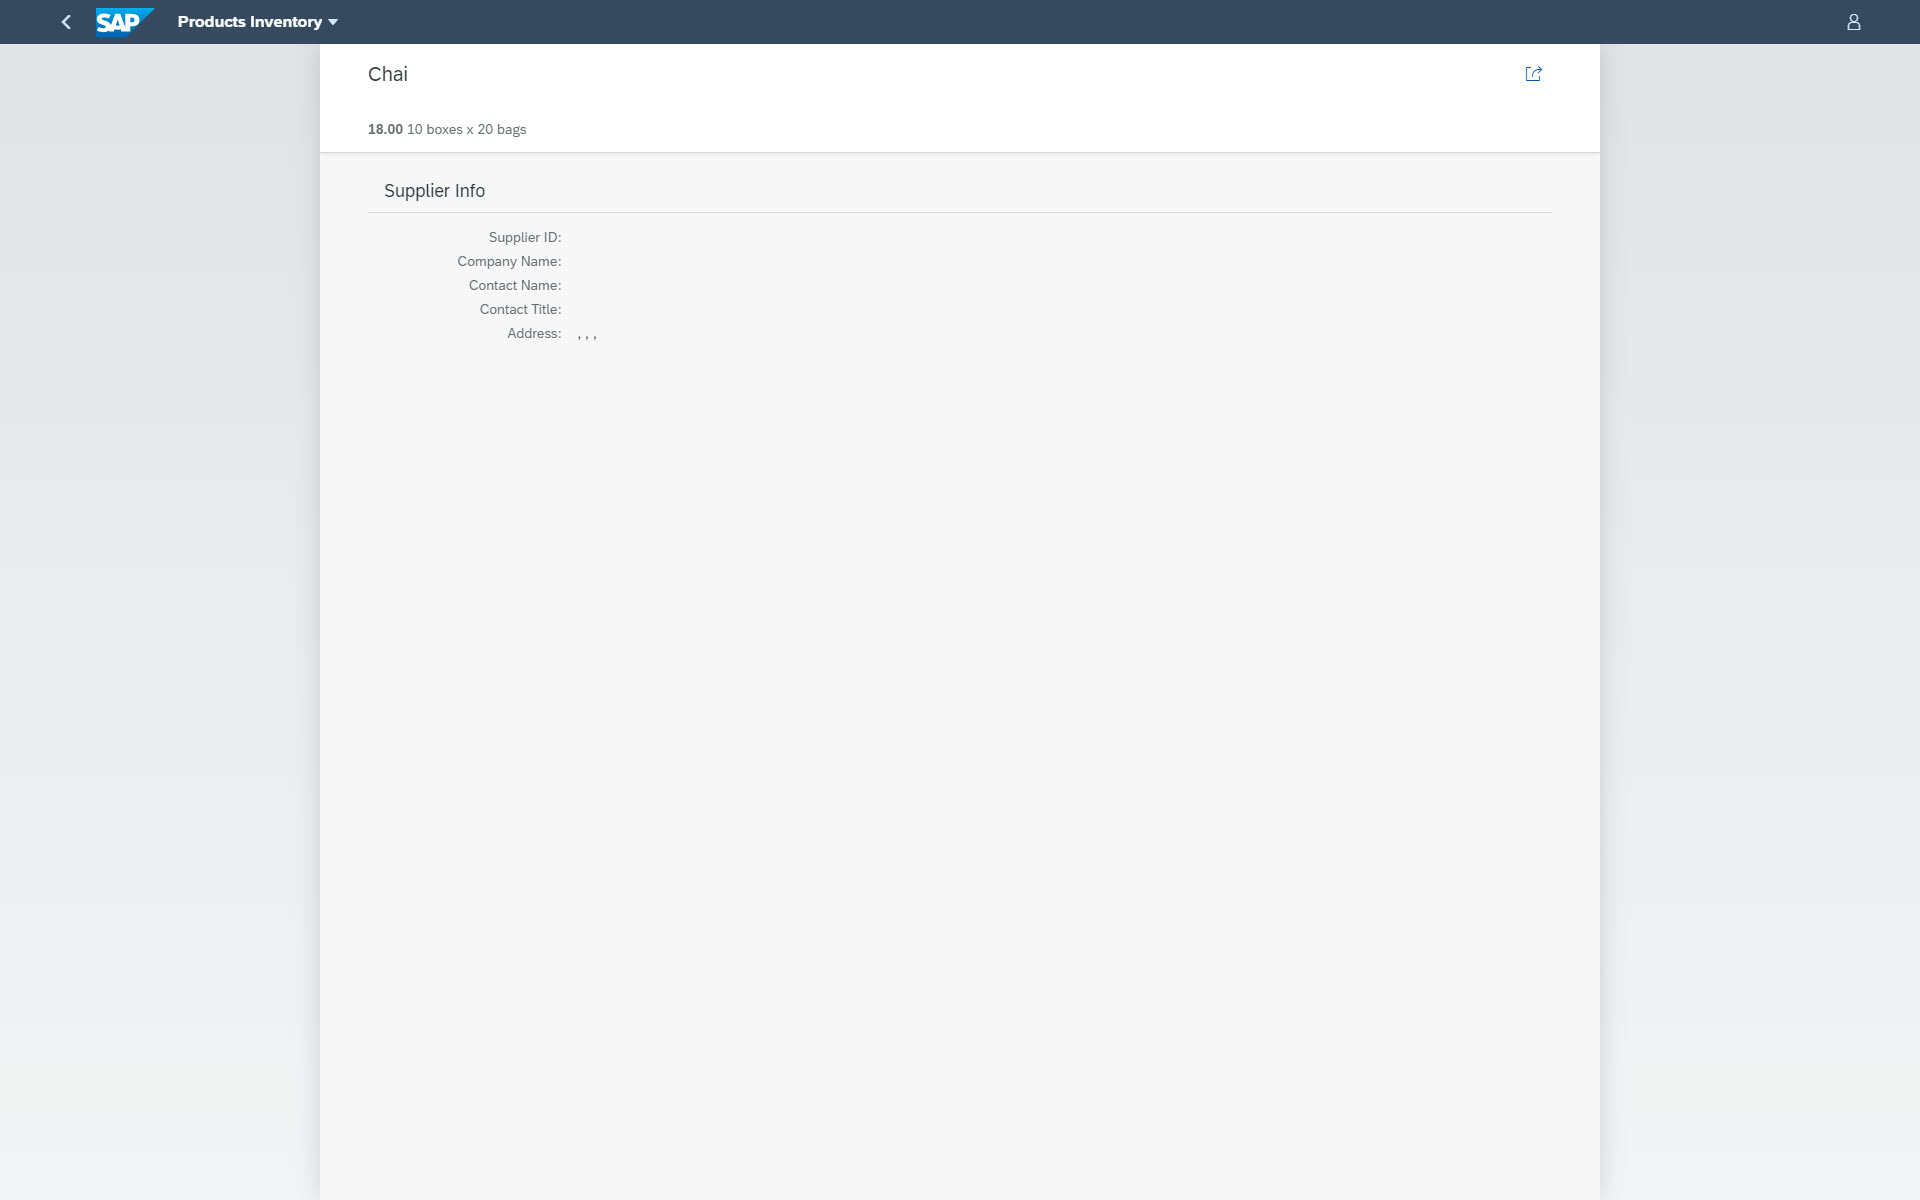 SAP Products Inventory
Chai
18.00 10 boxes x 20 bags
Supplier Info
Supplier ID:
Company Name:
Contact Name:
Contact Title:
Address: , , ,